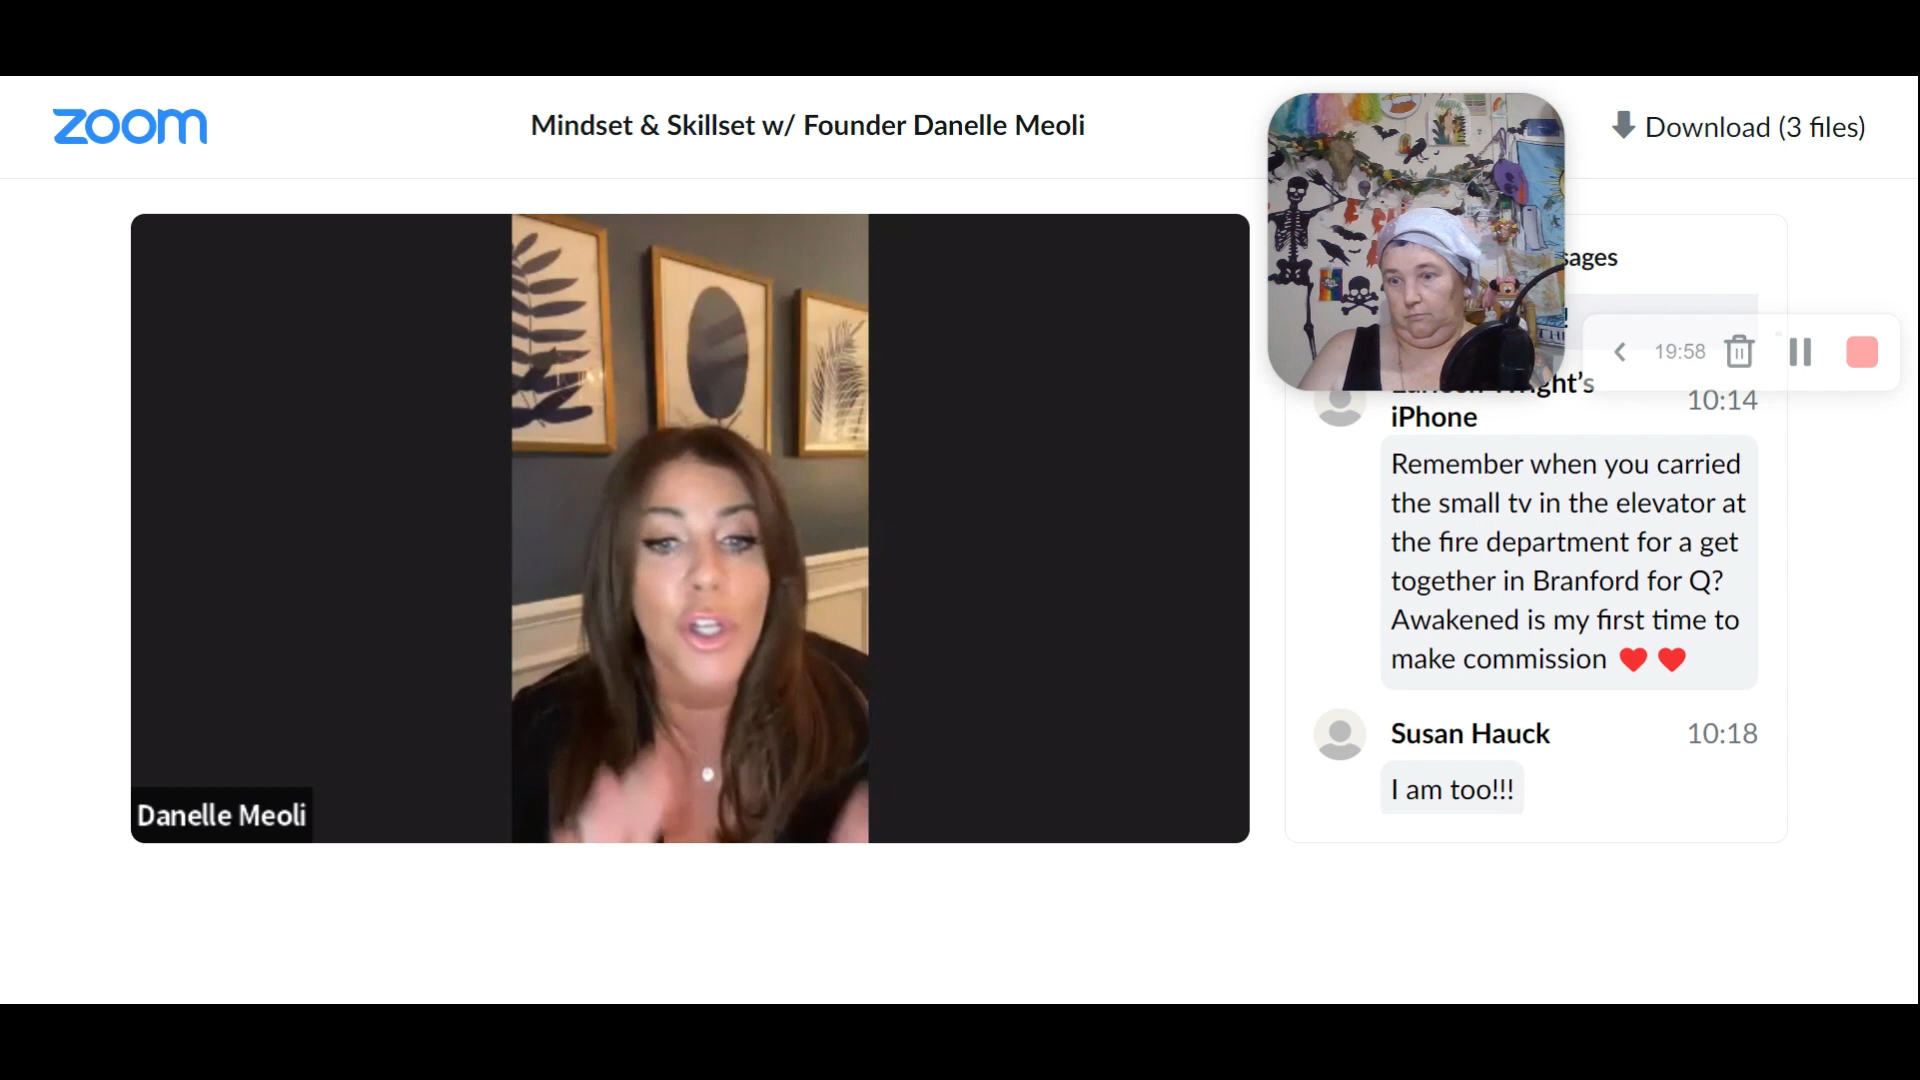 zoom
Mindset & Skillset w/ Founder Danelle Meoli
Download (3 files)
19:58
iPhone
10:14
Remember when you carried
the small tv in the elevator at
the fire department for a get
together in Branford for Q?
Awakened is my first time to
make commission ❤️ ❤️
Susan Hauck
10:18
I am too!!!
Danelle Meoli